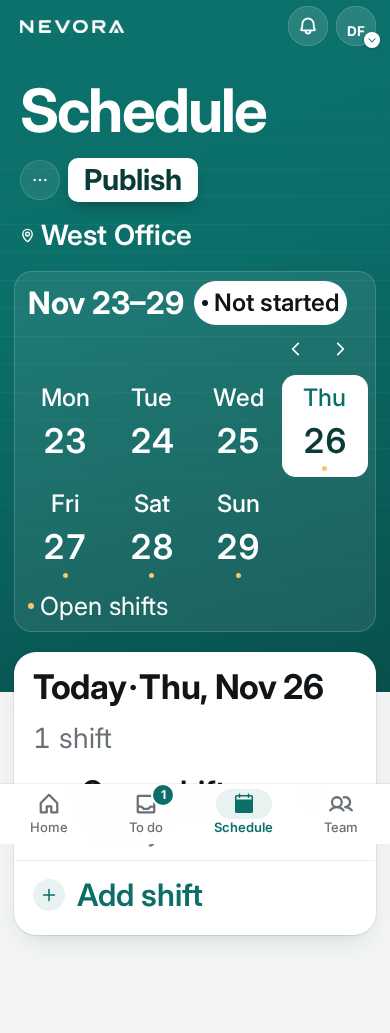 NEVORA
DF
Schedule
Publish
West Office
Nov 23–29 • Not started
Mon Tue Wed Thu
23 24 25 26
Fri Sat Sun
27 28 29
Open shifts
Today·Thu, Nov 26
1 shift
1
Home To do Schedule Team
Add shift